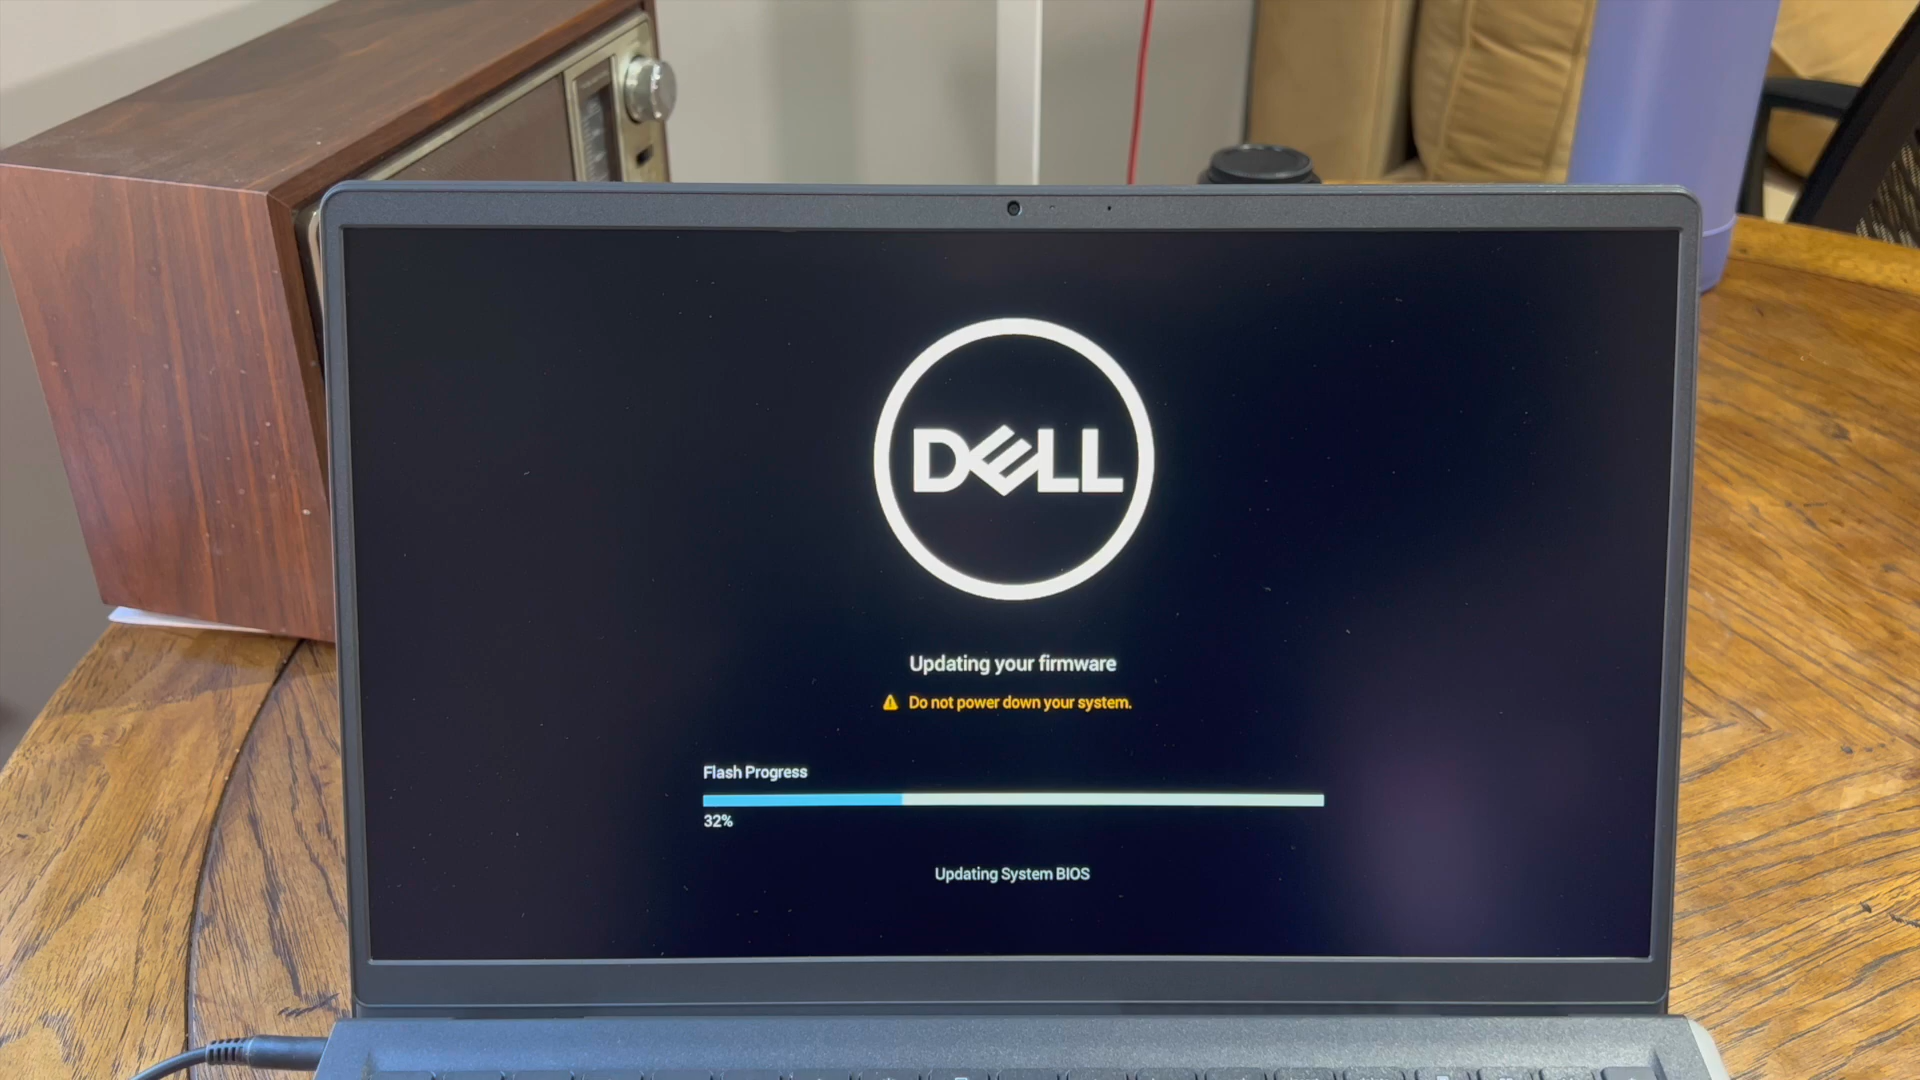 DELL
Updating your firmware
Do not power down your system.
Flash Progress
32%
Updating System BIOS